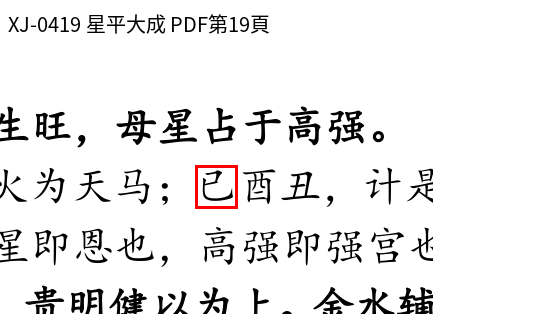 XJ-0419 星平大成 PDF第19頁
生旺，母星占于高强。
火为天马；已酉丑，计是
星即恩也，高强即强宫也
贵明健以为上。金水辅